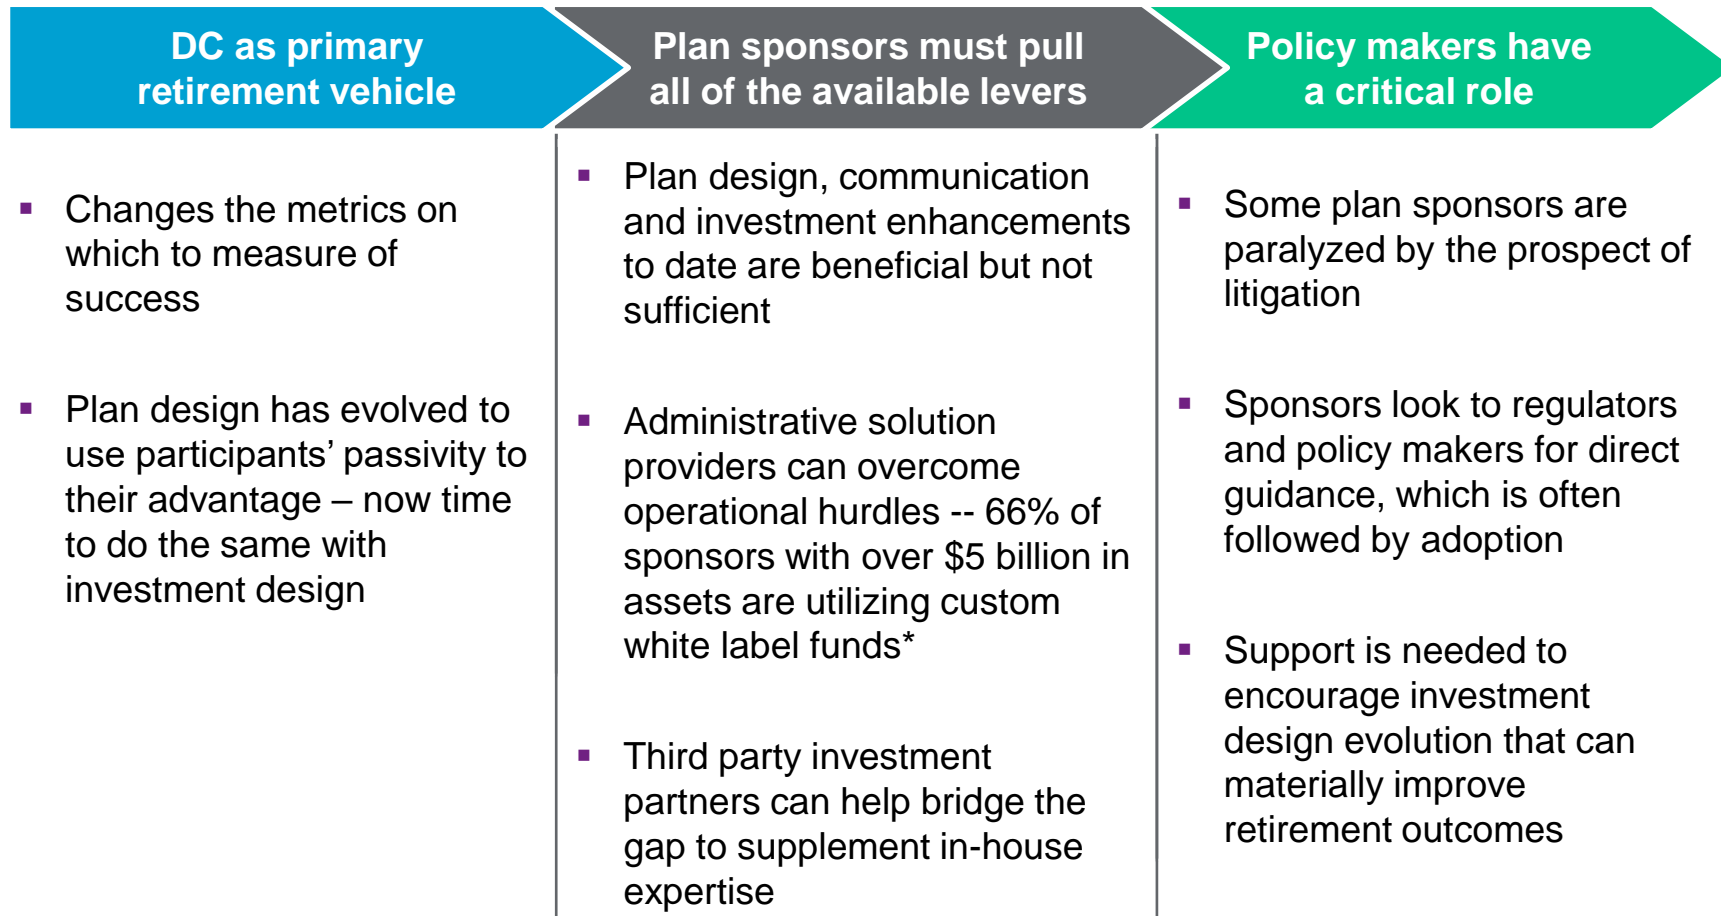 DC as primary
retirement vehicle
Plan sponsors must pull
all of the available levers
Policy makers have
a critical role
▪ Changes the metrics on
which to measure of
success
▪ Plan design has evolved to
use participants’ passivity to
their advantage – now time
to do the same with
investment design
▪ Plan design, communication
and investment enhancements
to date are beneficial but not
sufficient
▪ Administrative solution
providers can overcome
operational hurdles -- 66% of
sponsors with over $5 billion in
assets are utilizing custom
white label funds*
▪ Third party investment
partners can help bridge the
gap to supplement in-house
expertise
▪ Some plan sponsors are
paralyzed by the prospect of
litigation
▪ Sponsors look to regulators
and policy makers for direct
guidance, which is often
followed by adoption
▪ Support is needed to
encourage investment
design evolution that can
materially improve
retirement outcomes